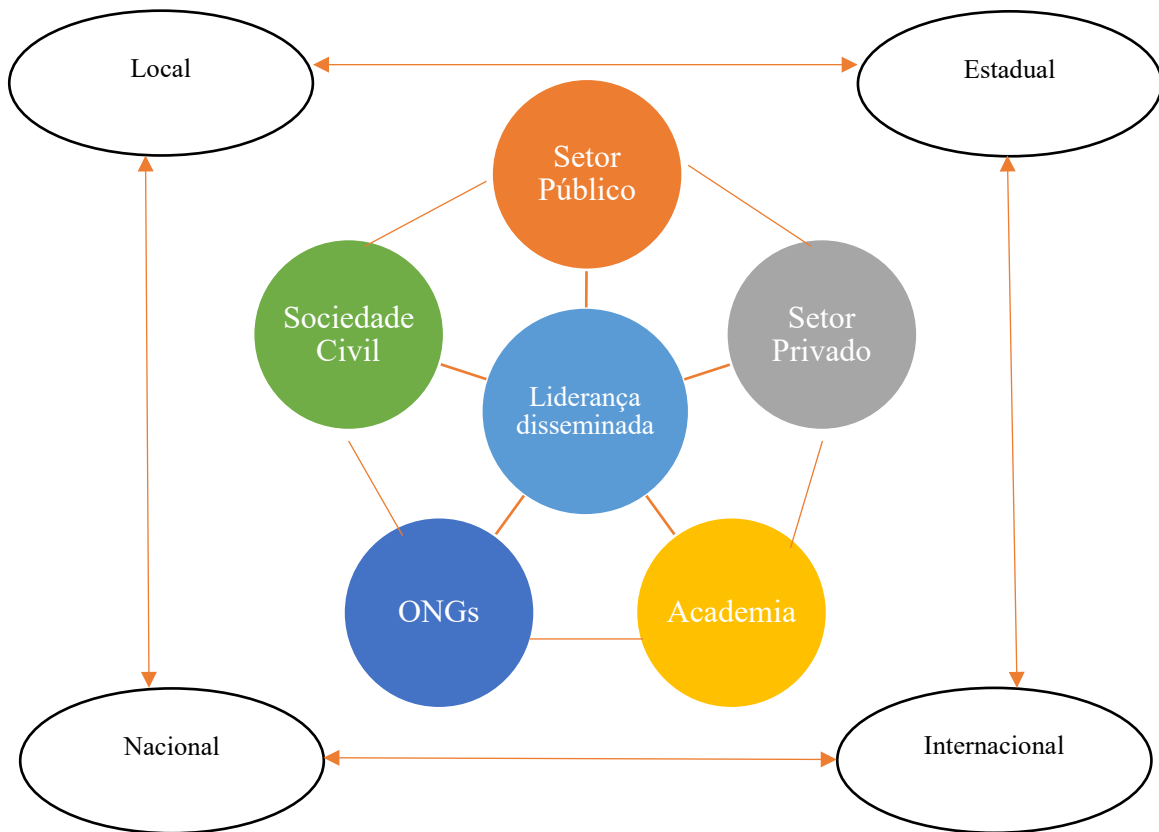 Local
Estadual
Setor
Público
Sociedade
Civil
Setor
Privado
Liderança
disseminada
ONGs
Academia
Nacional
Internacional